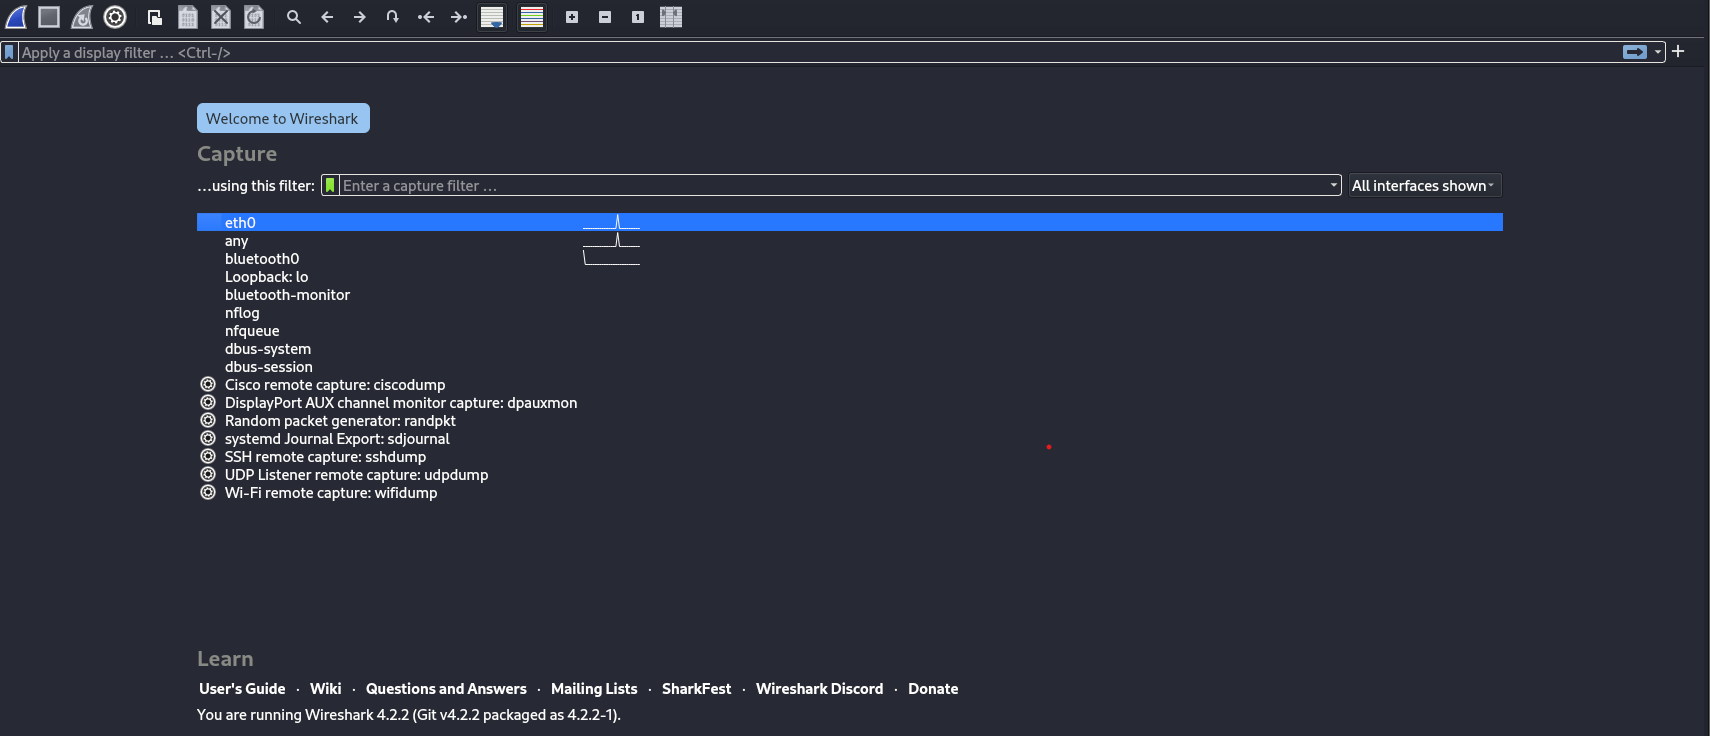 Apply a display filter … <Ctrl-/>
Welcome to Wireshark
Capture
…using this filter: Enter a capture filter … All interfaces shown
eth0
any
bluetooth0
Loopback: lo
bluetooth-monitor
nflog
nfqueue
dbus-system
dbus-session
Cisco remote capture: ciscodump
DisplayPort AUX channel monitor capture: dpauxmon
Random packet generator: randpkt
systemd Journal Export: sdjournal
SSH remote capture: sshdump
UDP Listener remote capture: udpdump
Wi-Fi remote capture: wifidump
Learn
User's Guide · Wiki · Questions and Answers · Mailing Lists · SharkFest · Wireshark Discord · Donate
You are running Wireshark 4.2.2 (Git v4.2.2 packaged as 4.2.2-1).